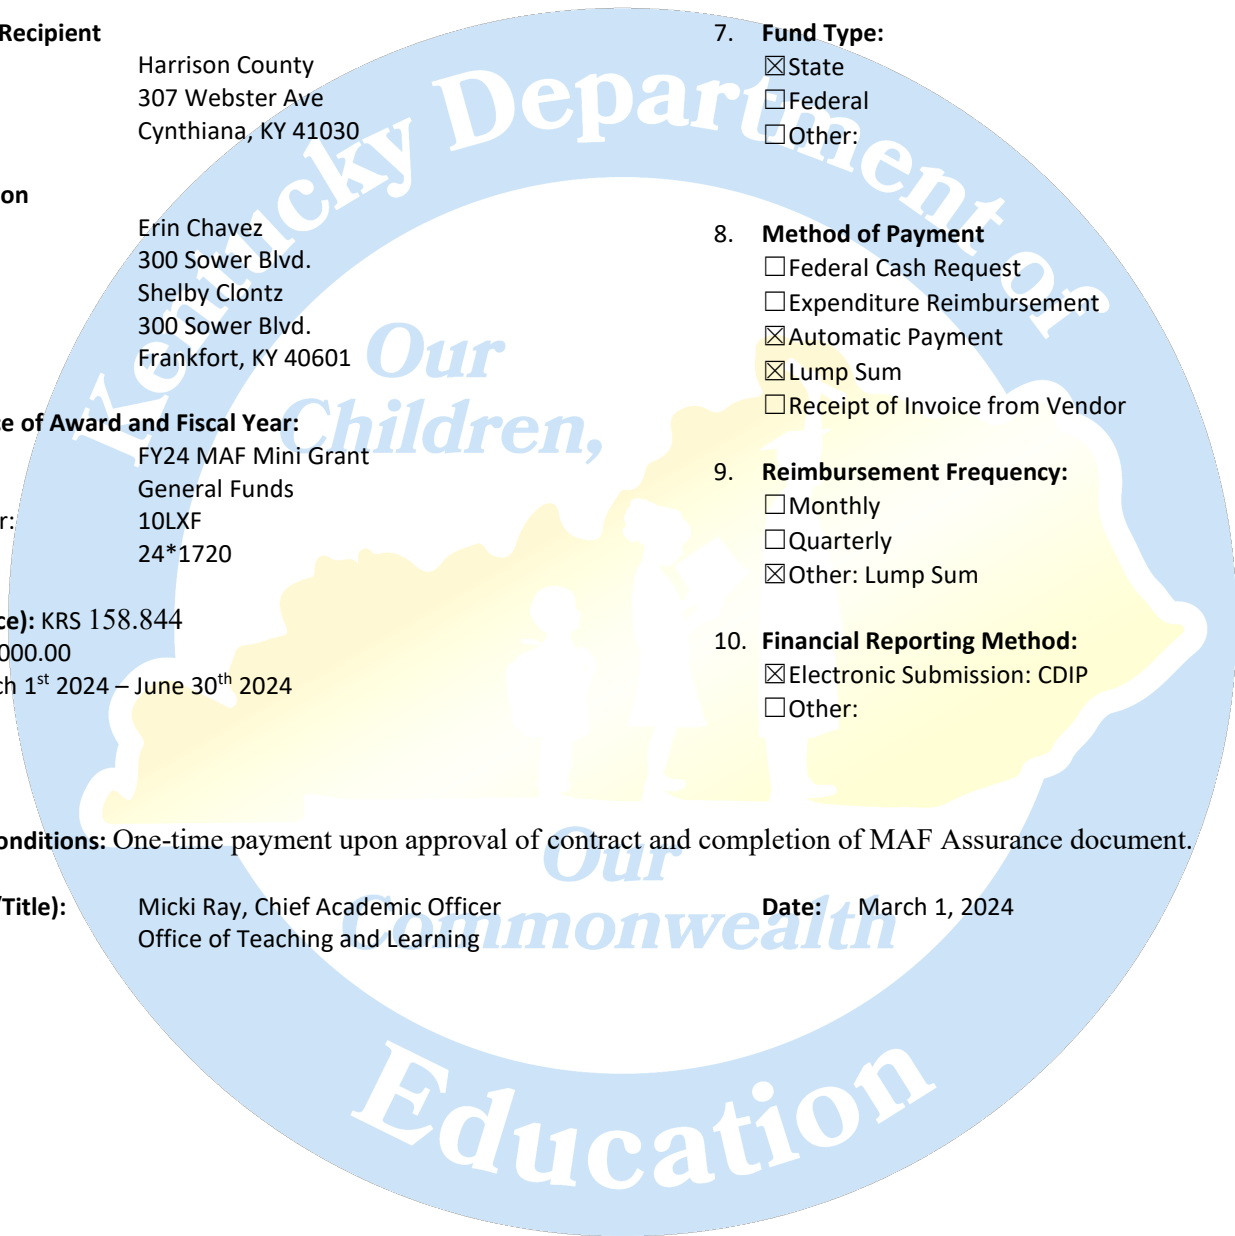 Recipient
Harrison County
307 Webster Ave
Cynthiana, KY 41030
on
Erin Chavez
300 Sower Blvd.
Shelby Clontz
300 Sower Blvd.
Frankfort, KY 40601
ce of Award and Fiscal Year:
FY24 MAF Mini Grant
General Funds
r: 10LXF
24*1720
ce): KRS 158.844
000.00
ch 1st 2024 – June 30th 2024
7. Fund Type:
☒State
☐Federal
☐Other:
8. Method of Payment
☐Federal Cash Request
☐Expenditure Reimbursement
☒Automatic Payment
☒Lump Sum
☐Receipt of Invoice from Vendor
9. Reimbursement Frequency:
☐Monthly
☐Quarterly
☒Other: Lump Sum
10. Financial Reporting Method:
☒Electronic Submission: CDIP
☐Other:
onditions: One-time payment upon approval of contract and completion of MAF Assurance document.
/Title): Micki Ray, Chief Academic Officer Date: March 1, 2024
Office of Teaching and Learning
Kentucky Department of
Education
Our
Children,
Our
Commonwealth